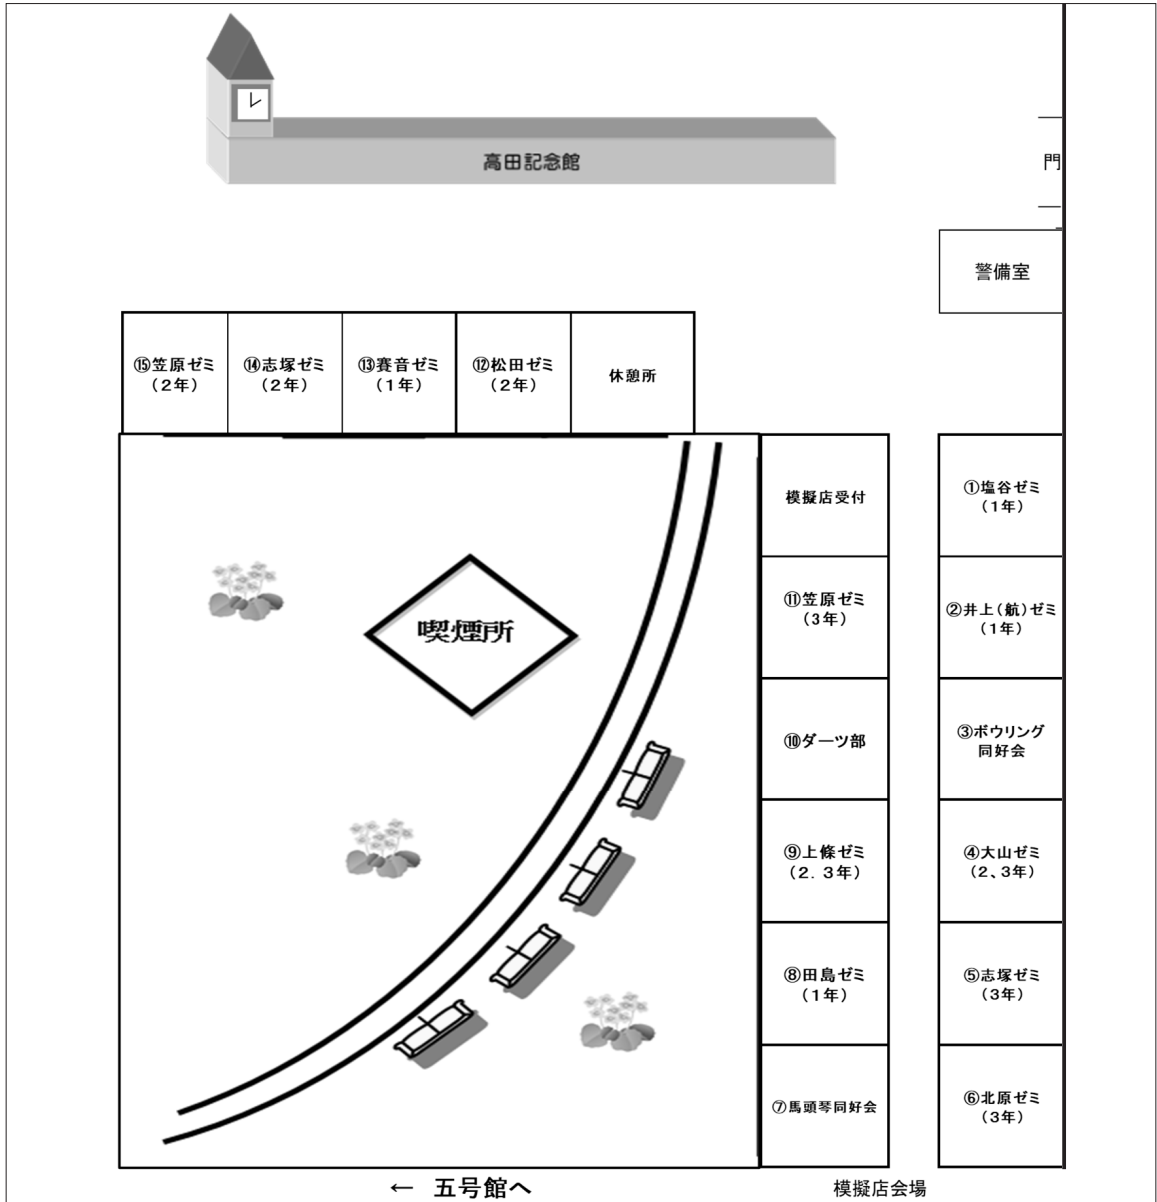 高田記念館
門
警備室
⑮笠原ゼミ
（２年）
⑭志塚ゼミ
（２年）
⑬賽音ゼミ
（１年）
⑫松田ゼミ
（２年）
休憩所
模擬店受付
①塩谷ゼミ
（１年）
⑪笠原ゼミ
（３年）
②井上（航）ゼミ
（１年）
喫煙所
⑩ダーツ部
③ボウリング
同好会
⑨上條ゼミ
（２．３年）
④大山ゼミ
（２、３年）
⑧田島ゼミ
（１年）
⑤志塚ゼミ
（３年）
⑦馬頭琴同好会
⑥北原ゼミ
（３年）
← 五号館へ
模擬店会場